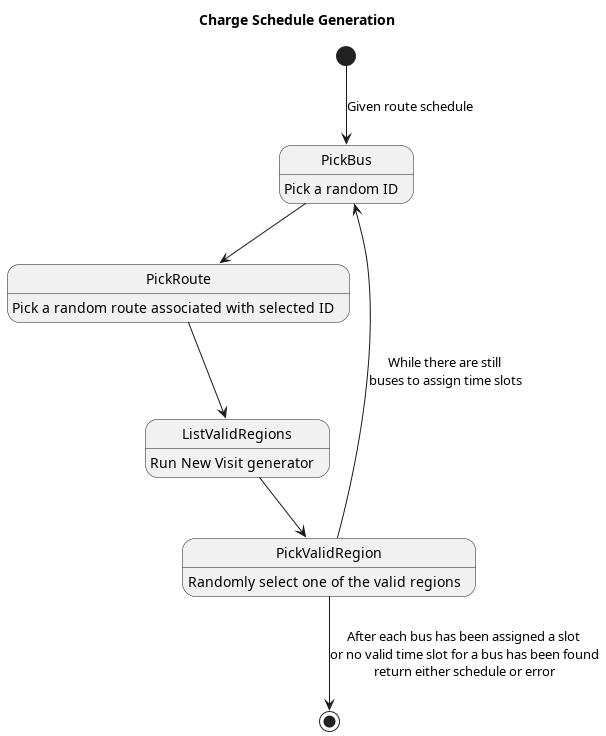 Charge Schedule Generation
Given route schedule
PickBus
Pick a random ID
PickRoute
Pick a random route associated with selected ID
While there are still
buses to assign time slots
ListValidRegions
Run New Visit generator
PickValidRegion
Randomly select one of the valid regions
After each bus has been assigned a slot
or no valid time slot for a bus has been found
return either schedule or error